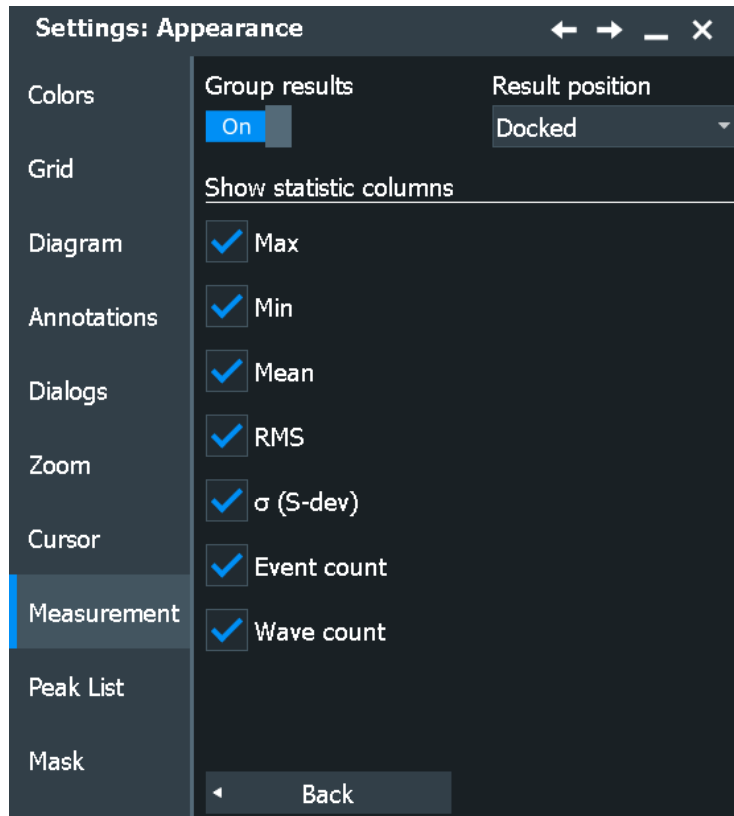 Settings: Appearance
Colors
Grid
Diagram
Annotations
Dialogs
Zoom
Cursor
Measurement
Peak List
Mask
Group results
On
Result position
Docked
Show statistic columns
Max
Min
Mean
RMS
σ (S-dev)
Event count
Wave count
Back